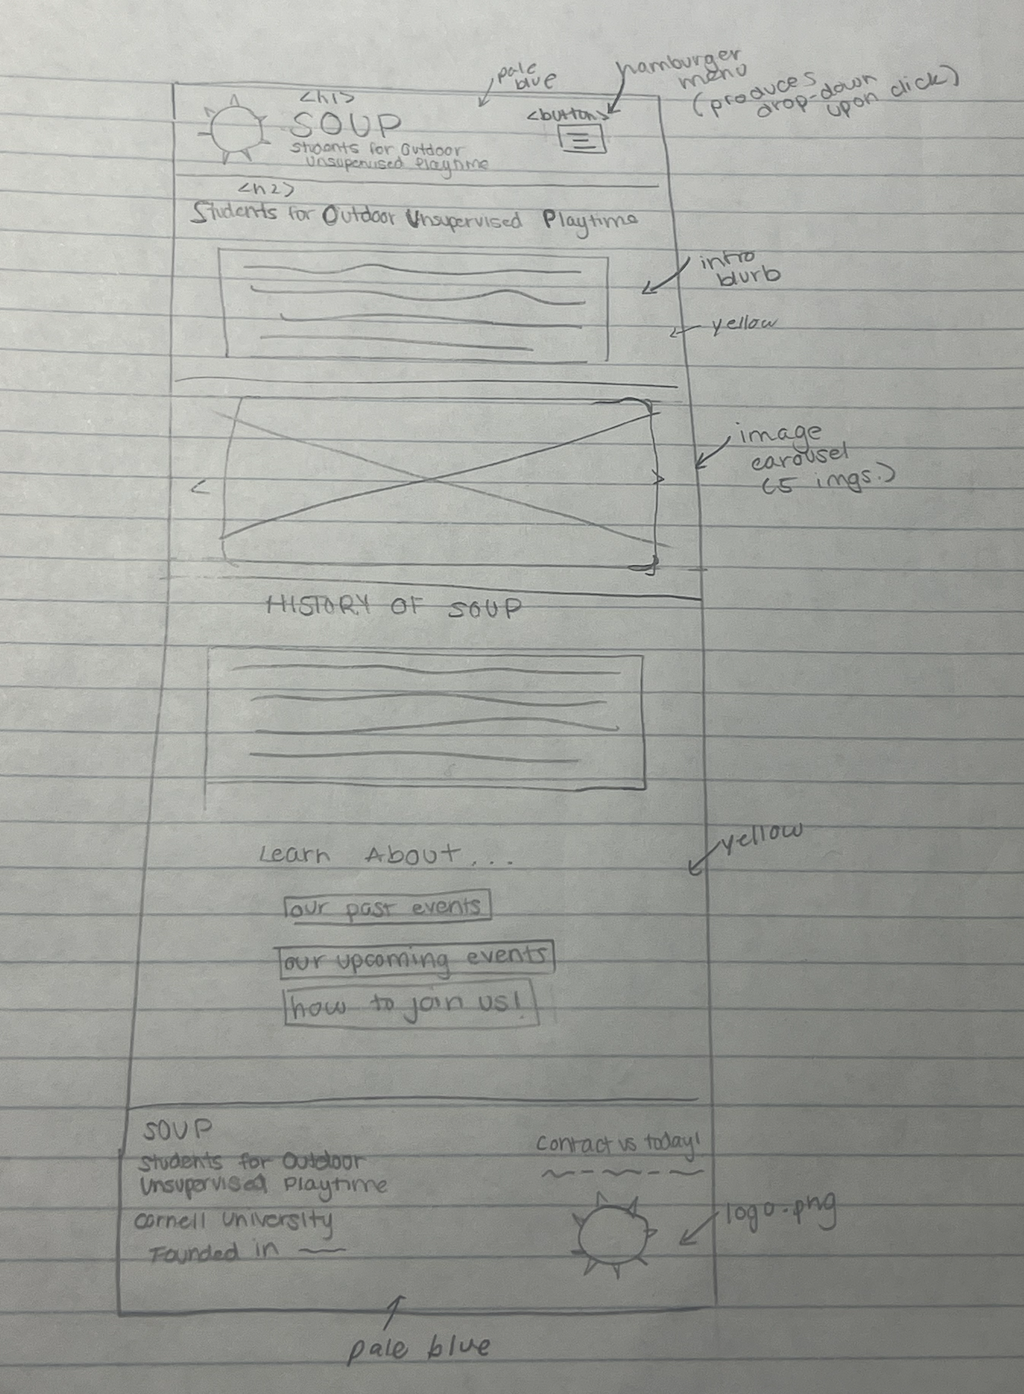 pale
blue
hamburger
menu
(produces
drop-down
upon click)
<h1>
SOUP
Students for Outdoor
Unsupervised Playtime
<button>
<h2>
Students for Outdoor Unsupervised Playtime
intro
blurb
yellow
image
carousel
(5 imgs.)
<
>
HISTORY OF SOUP
Learn About...
yellow
our past events
our upcoming events
how to join us!
SOUP
Students for Outdoor
Unsupervised Playtime
Cornell University
Founded in
Contact us today!
logo.png
pale blue